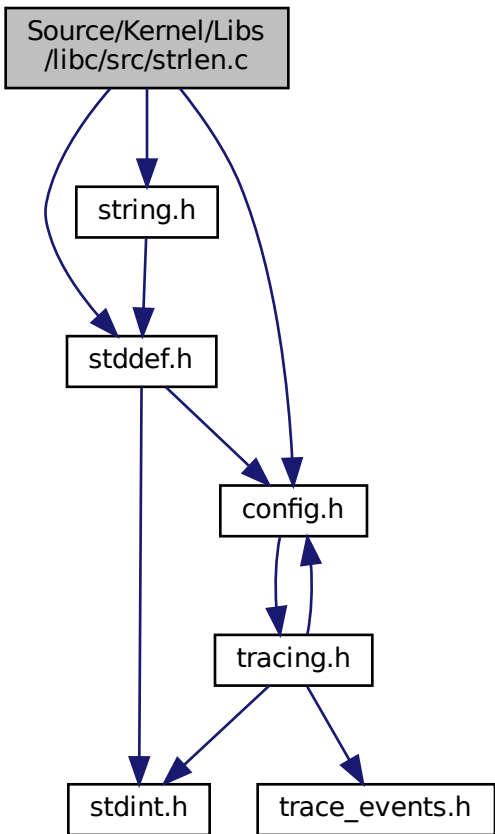 Source/Kernel/Libs
/libc/src/strlen.c
string.h
stddef.h
config.h
tracing.h
stdint.h
trace_events.h